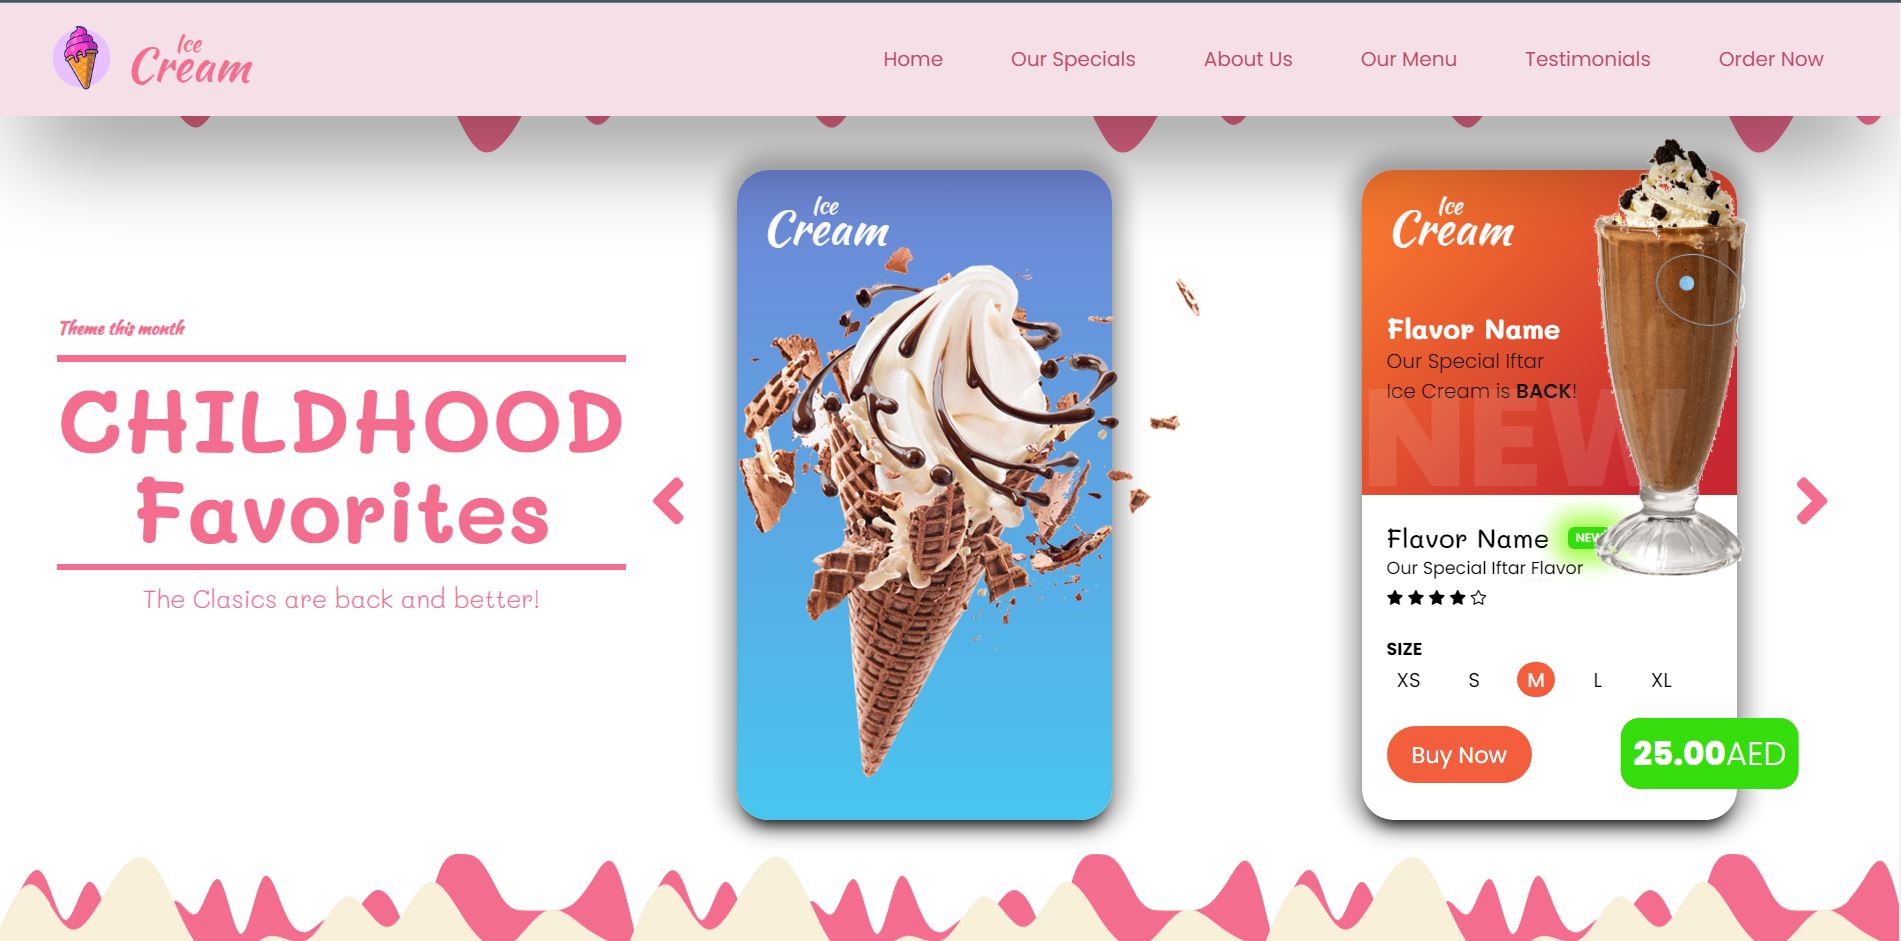 Ice
Cream
Home
Our Specials
About Us
Our Menu
Testimonials
Order Now
Theme this month
CHILDHOOD
Favorites
The Clasics are back and better!
Ice
Cream
Ice
Cream
Flavor Name
Our Special Iftar
Ice Cream is BACK!
NEW
Flavor Name
NEW
Our Special Iftar Flavor
SIZE
XS S M L XL
Buy Now
25.00AED